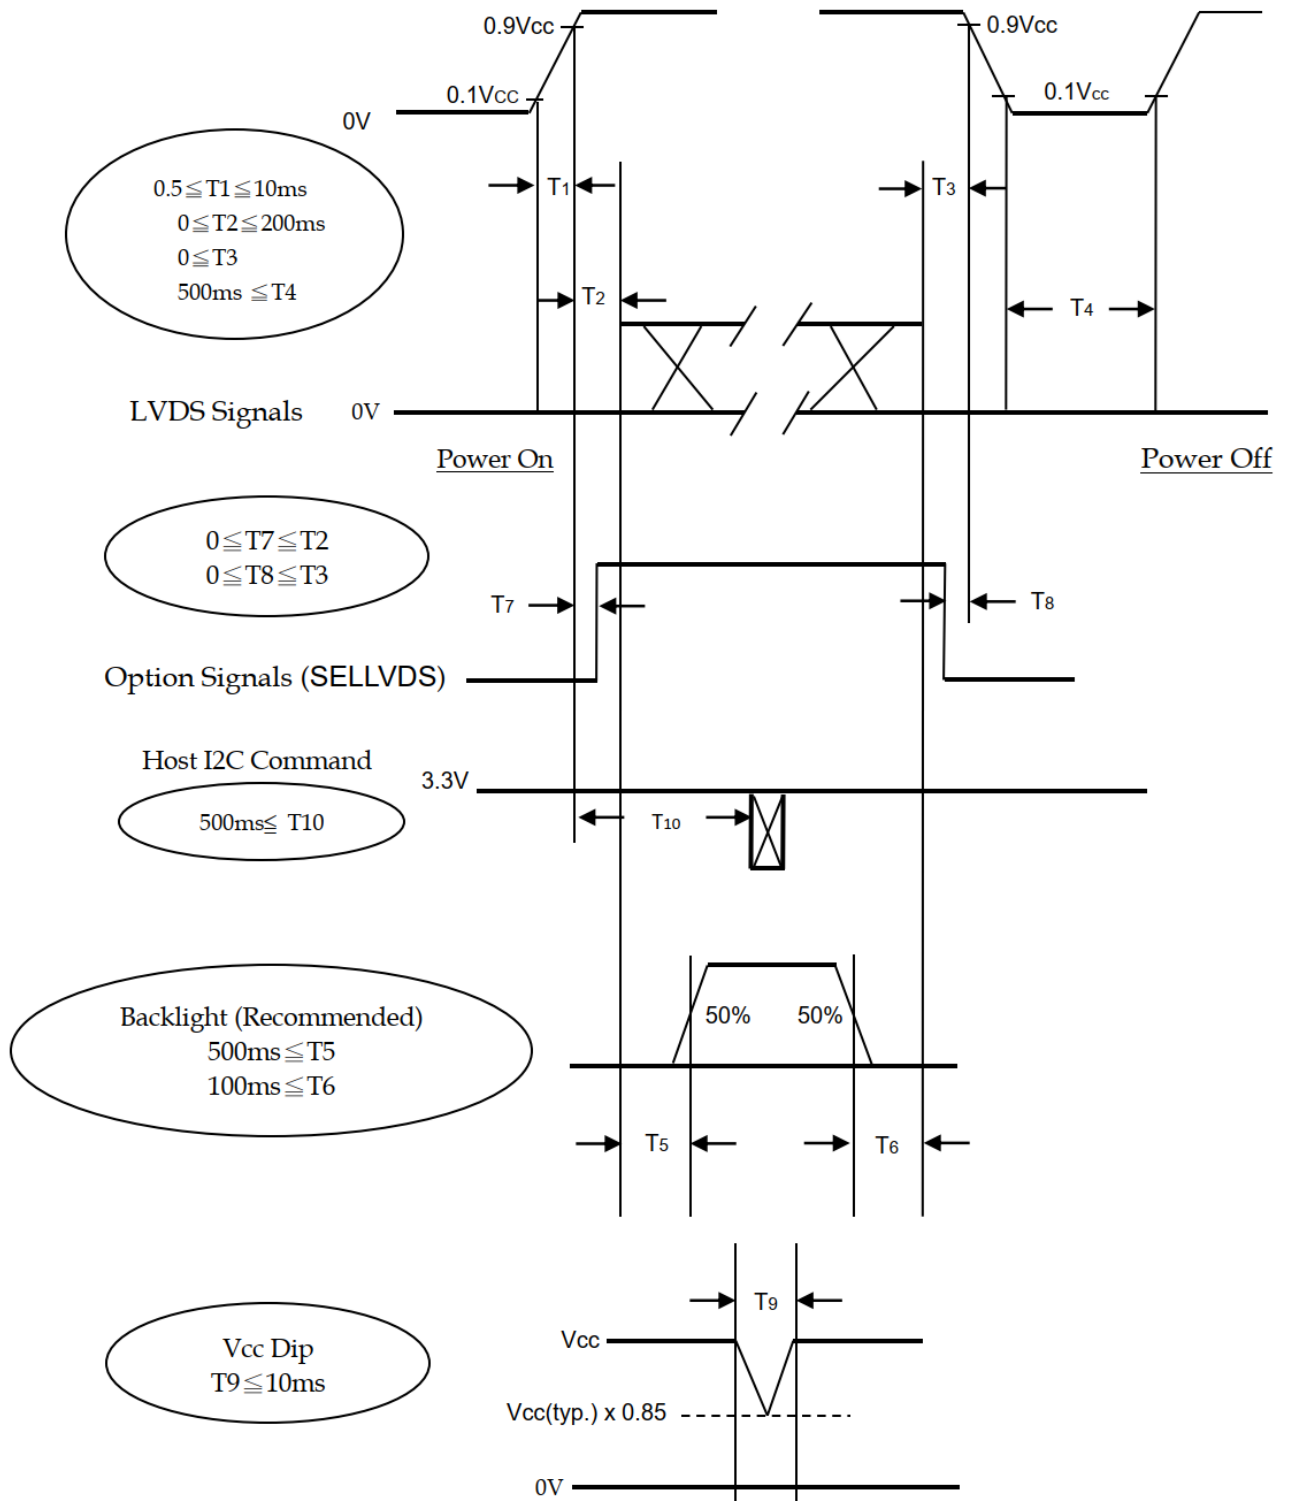 0.9Vcc
0.9Vcc
0.1VCC
0.1Vcc
0V
0.5≦T1≦10ms
0≦T2≦200ms
0≦T3
500ms ≦T4
T1
T3
T2
T4
LVDS Signals 0V
Power On
Power Off
0≦T7≦T2
0≦T8≦T3
T7
T8
Option Signals (SELLVDS)
Host I2C Command
3.3V
500ms≦ T10
T10
Backlight (Recommended)
500ms≦T5
100ms≦T6
50%
50%
T5
T6
T9
Vcc Dip
T9≦10ms
Vcc
Vcc(typ.) x 0.85
0V